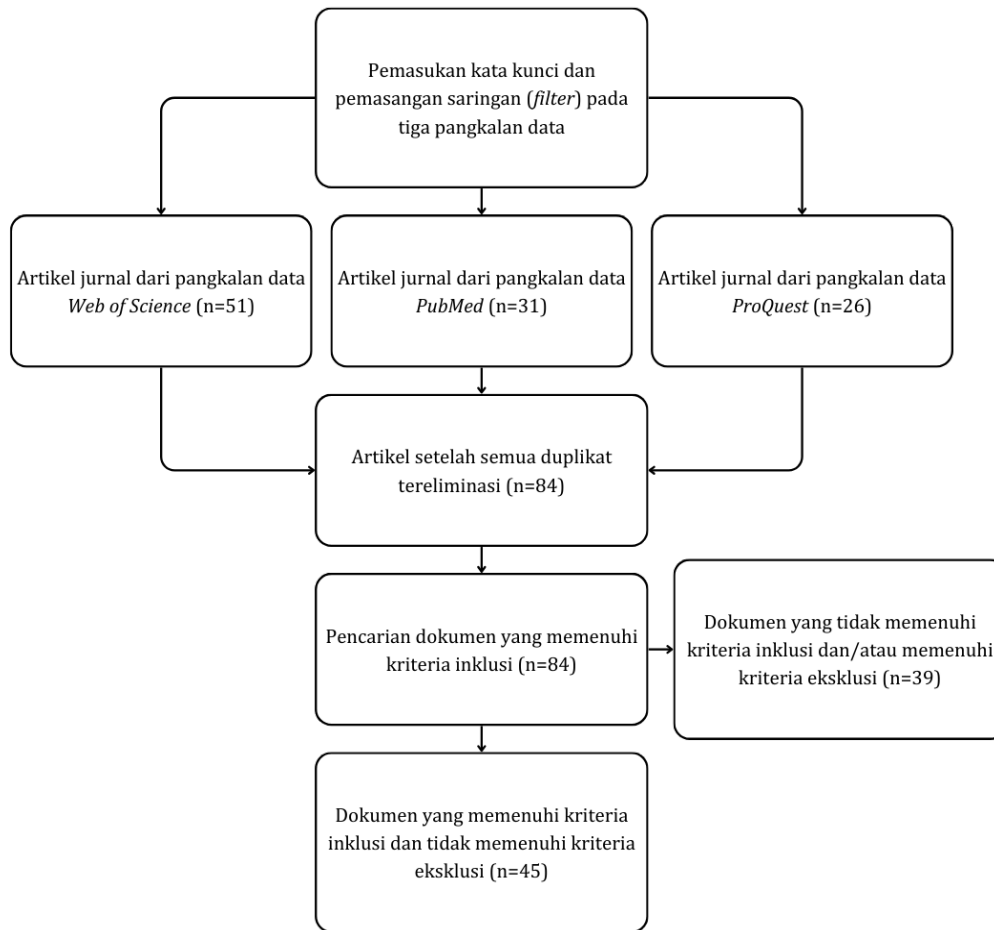 Pemasukan kata kunci dan
pemasangan saringan (filter) pada
tiga pangkalan data
Artikel jurnal dari pangkalan data
Web of Science (n=51)
Artikel jurnal dari pangkalan data
PubMed (n=31)
Artikel jurnal dari pangkalan data
ProQuest (n=26)
Artikel setelah semua duplikat
tereliminasi (n=84)
Pencarian dokumen yang memenuhi
kriteria inklusi (n=84)
Dokumen yang tidak memenuhi
kriteria inklusi dan/atau memenuhi
kriteria eksklusi (n=39)
Dokumen yang memenuhi kriteria
inklusi dan tidak memenuhi kriteria
eksklusi (n=45)